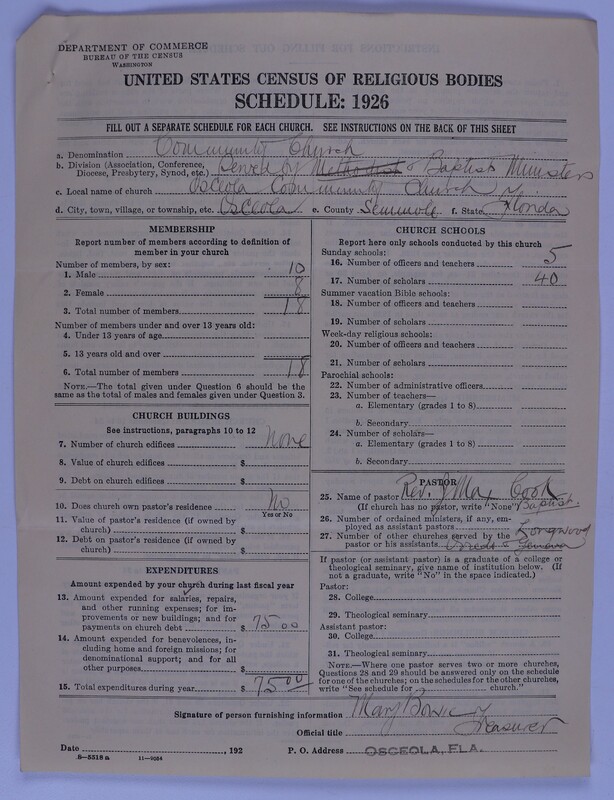 DEPARTMENT OF COMMERCE
BUREAU OF THE CENSUS
WASHINGTON
UNITED STATES CENSUS OF RELIGIOUS BODIES
SCHEDULE: 1926
FILL OUT A SEPARATE SCHEDULE FOR EACH CHURCH. SEE INSTRUCTIONS ON THE BACK OF THIS SHEET
a. Denomination Community Church
b. Division (Association, Conference, Diocese, Presbytery, Synod, etc.) Served by Methodist or Baptist Ministers
c. Local name of church Osceola Community Church
d. City, town, village, or township, etc. Osceola e. County Seminole f. State Florida
MEMBERSHIP
Report number of members according to definition of
member in your church
Number of members, by sex:
1. Male 10
2. Female 8
3. Total number of members 18
Number of members under and over 13 years old:
4. Under 13 years of age
5. 13 years old and over
6. Total number of members 18
NOTE.—The total given under Question 6 should be the
same as the total of males and females given under Question 3.
CHURCH BUILDINGS
See instructions, paragraphs 10 to 12
7. Number of church edifices None
8. Value of church edifices $
9. Debt on church edifices $
10. Does church own pastor's residence No
Yes or No
11. Value of pastor's residence (if owned by
church) $
12. Debt on pastor's residence (if owned by
church) $
EXPENDITURES
Amount expended by your church during last fiscal year
13. Amount expended for salaries, repairs,
and other running expenses; for im-
provements or new buildings; and for
payments on church debt $ 75.00
14. Amount expended for benevolences, in-
cluding home and foreign missions; for
denominational support; and for all
other purposes $
15. Total expenditures during year $ 75.00
CHURCH SCHOOLS
Report here only schools conducted by this church
Sunday schools:
16. Number of officers and teachers 5
17. Number of scholars 40
Summer vacation Bible schools:
18. Number of officers and teachers
19. Number of scholars
Week-day religious schools:
20. Number of officers and teachers
21. Number of scholars
Parochial schools:
22. Number of administrative officers
23. Number of teachers—
a. Elementary (grades 1 to 8)
b. Secondary
24. Number of scholars—
a. Elementary (grades 1 to 8)
b. Secondary
PASTOR
25. Name of pastor Rev. J Max Cook
(If church has no pastor, write "None") Baptist.
26. Number of ordained ministers, if any, em-
ployed as assistant pastors
27. Number of other churches served by the Longwood
pastor or his assistants Geneva
If pastor (or assistant pastor) is a graduate of a college or
theological seminary, give name of institution below. (If
not a graduate, write "No" in the space indicated.)
Pastor:
28. College
29. Theological seminary
Assistant pastor:
30. College
31. Theological seminary
NOTE.—Where one pastor serves two or more churches,
Questions 28 and 29 should be answered only on the schedule
for one of the churches; on the schedules for the other churches,
write "See schedule for church."
Signature of person furnishing information Mary Bowie
Official title Treasurer
Date , 192 P. O. Address OSCEOLA, FLA.
8—5518 a 11—9054